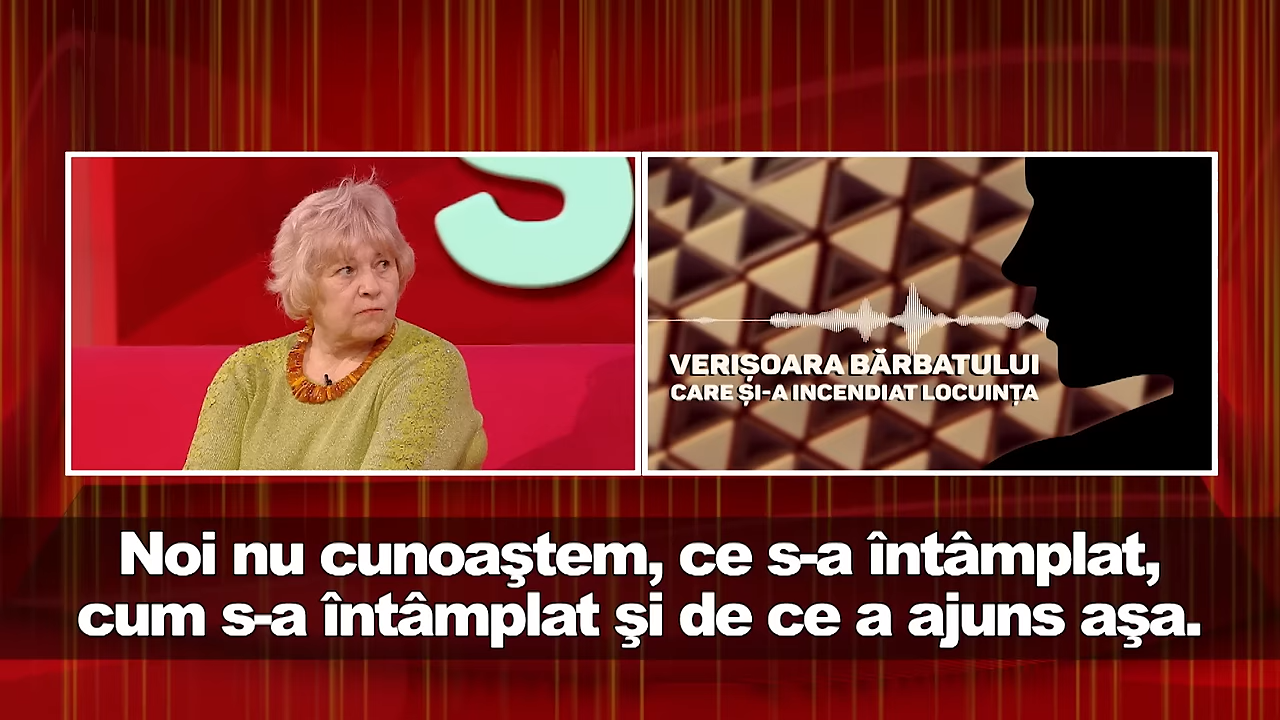 VERIȘOARA BĂRBATULUI
CARE ȘI-A INCENDIAT LOCUINȚA
Noi nu cunoaştem, ce s-a întâmplat,
cum s-a întâmplat şi de ce a ajuns aşa.